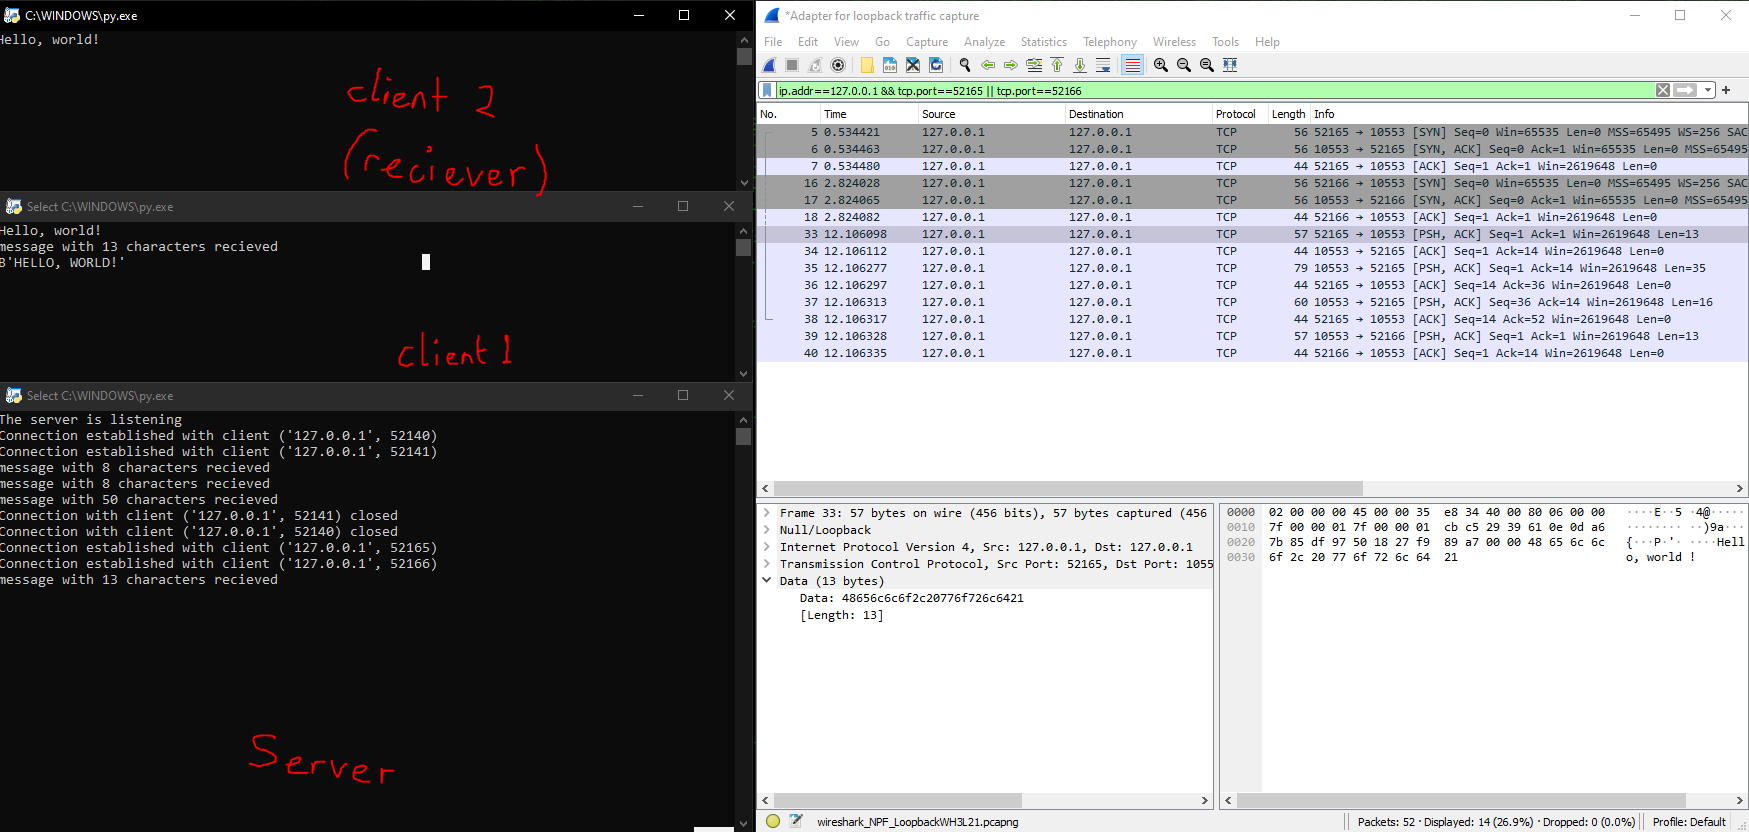 C:\WINDOWS\py.exe
Hello, world!
client 2
(reciever)
Select C:\WINDOWS\py.exe
Hello, world!
message with 13 characters recieved
B'HELLO, WORLD!'
client 1
Select C:\WINDOWS\py.exe
The server is listening
Connection established with client ('127.0.0.1', 52140)
Connection established with client ('127.0.0.1', 52141)
message with 8 characters recieved
message with 8 characters recieved
message with 50 characters recieved
Connection with client ('127.0.0.1', 52141) closed
Connection with client ('127.0.0.1', 52140) closed
Connection established with client ('127.0.0.1', 52165)
Connection established with client ('127.0.0.1', 52166)
message with 13 characters recieved
Server
*Adapter for loopback traffic capture
File Edit View Go Capture Analyze Statistics Telephony Wireless Tools Help
ip.addr==127.0.0.1 && tcp.port==52165 || tcp.port==52166
No. Time Source Destination Protocol Length Info
5 0.534421 127.0.0.1 127.0.0.1 TCP 56 52165 → 10553 [SYN] Seq=0 Win=65535 Len=0 MSS=65495 WS=256 SAC
6 0.534463 127.0.0.1 127.0.0.1 TCP 56 10553 → 52165 [SYN, ACK] Seq=0 Ack=1 Win=65535 Len=0 MSS=65495
7 0.534480 127.0.0.1 127.0.0.1 TCP 44 52165 → 10553 [ACK] Seq=1 Ack=1 Win=2619648 Len=0
16 2.824028 127.0.0.1 127.0.0.1 TCP 56 52166 → 10553 [SYN] Seq=0 Win=65535 Len=0 MSS=65495 WS=256 SAC
17 2.824065 127.0.0.1 127.0.0.1 TCP 56 10553 → 52166 [SYN, ACK] Seq=0 Ack=1 Win=65535 Len=0 MSS=65495
18 2.824082 127.0.0.1 127.0.0.1 TCP 44 52166 → 10553 [ACK] Seq=1 Ack=1 Win=2619648 Len=0
33 12.106098 127.0.0.1 127.0.0.1 TCP 57 52165 → 10553 [PSH, ACK] Seq=1 Ack=1 Win=2619648 Len=13
34 12.106112 127.0.0.1 127.0.0.1 TCP 44 10553 → 52165 [ACK] Seq=1 Ack=14 Win=2619648 Len=0
35 12.106277 127.0.0.1 127.0.0.1 TCP 79 10553 → 52165 [PSH, ACK] Seq=1 Ack=14 Win=2619648 Len=35
36 12.106297 127.0.0.1 127.0.0.1 TCP 44 52165 → 10553 [ACK] Seq=14 Ack=36 Win=2619648 Len=0
37 12.106313 127.0.0.1 127.0.0.1 TCP 60 10553 → 52165 [PSH, ACK] Seq=36 Ack=14 Win=2619648 Len=16
38 12.106317 127.0.0.1 127.0.0.1 TCP 44 52165 → 10553 [ACK] Seq=14 Ack=52 Win=2619648 Len=0
39 12.106328 127.0.0.1 127.0.0.1 TCP 57 10553 → 52166 [PSH, ACK] Seq=1 Ack=1 Win=2619648 Len=13
40 12.106335 127.0.0.1 127.0.0.1 TCP 44 52166 → 10553 [ACK] Seq=1 Ack=14 Win=2619648 Len=0
Frame 33: 57 bytes on wire (456 bits), 57 bytes captured (456
Null/Loopback
Internet Protocol Version 4, Src: 127.0.0.1, Dst: 127.0.0.1
Transmission Control Protocol, Src Port: 52165, Dst Port: 1055
Data (13 bytes)
Data: 48656c6c6f2c20776f726c6421
[Length: 13]
0000 02 00 00 00 45 00 00 35 e8 34 40 00 80 06 00 00 ····E··5 ·4@·····
0010 7f 00 00 01 7f 00 00 01 cb c5 29 39 61 0e 0d a6 ········ ··)9a···
0020 7b 85 df 97 50 18 27 f9 89 a7 00 00 48 65 6c 6c {···P·'· ····Hell
0030 6f 2c 20 77 6f 72 6c 64 21 o, world !
wireshark_NPF_LoopbackWH3L21.pcapng
Packets: 52 · Displayed: 14 (26.9%) · Dropped: 0 (0.0%)
Profile: Default